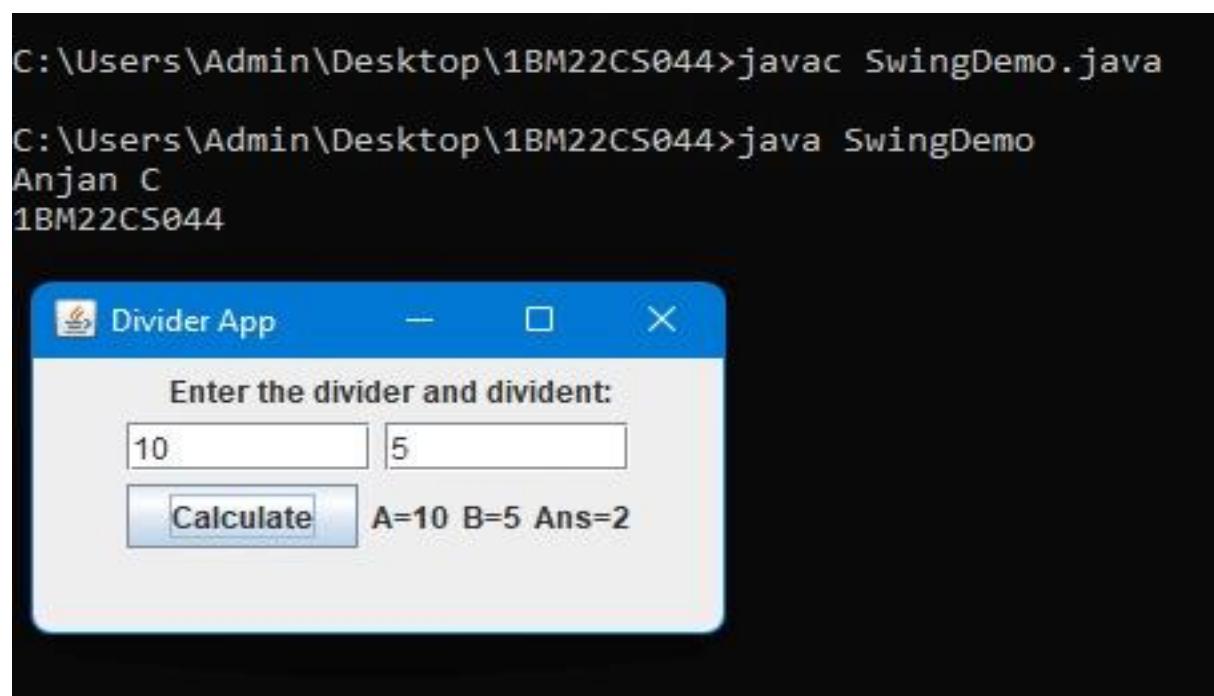 C:\Users\Admin\Desktop\1BM22CS044>javac SwingDemo.java
C:\Users\Admin\Desktop\1BM22CS044>java SwingDemo
Anjan C
1BM22CS044
Divider App
Enter the divider and divident:
10 5
Calculate A=10 B=5 Ans=2